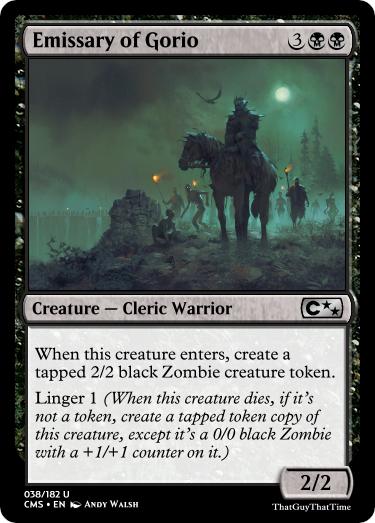 Emissary of Gorio 3
Creature — Cleric Warrior C
When this creature enters, create a
tapped 2/2 black Zombie creature token.
Linger 1 (When this creature dies, if it's
not a token, create a tapped token copy of
this creature, except it's a 0/0 black Zombie
with a +1/+1 counter on it.)
2/2
038/182 U
CMS • EN Andy Walsh
ThatGuyThatTime